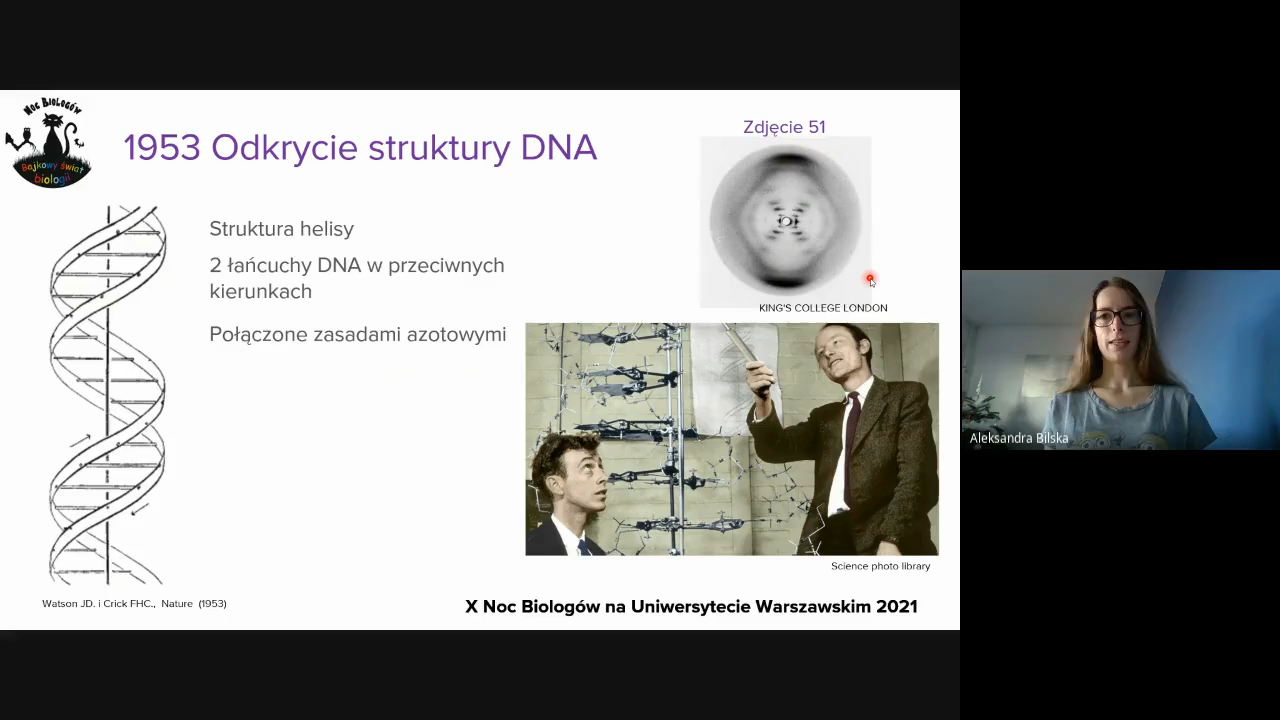 Noc Biologów
Bajkowy świat
biologii
1953 Odkrycie struktury DNA
Zdjęcie 51
Struktura helisy
2 łańcuchy DNA w przeciwnych
kierunkach
Połączone zasadami azotowymi
KING'S COLLEGE LONDON
Science photo library
Watson JD. i Crick FHC., Nature (1953)
X Noc Biologów na Uniwersytecie Warszawskim 2021
Aleksandra Bilska